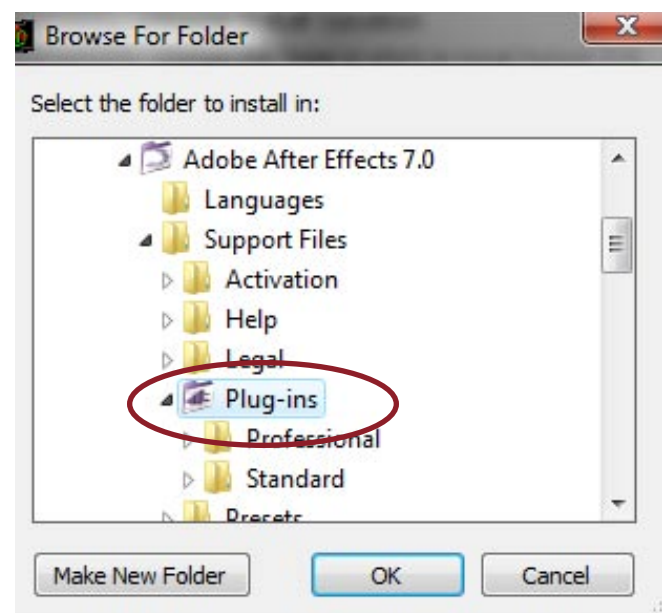 Browse For Folder
Select the folder to install in:
Adobe After Effects 7.0
Languages
Support Files
Activation
Help
Legal
Plug-ins
Professional
Standard
Presets
Make New Folder
OK
Cancel